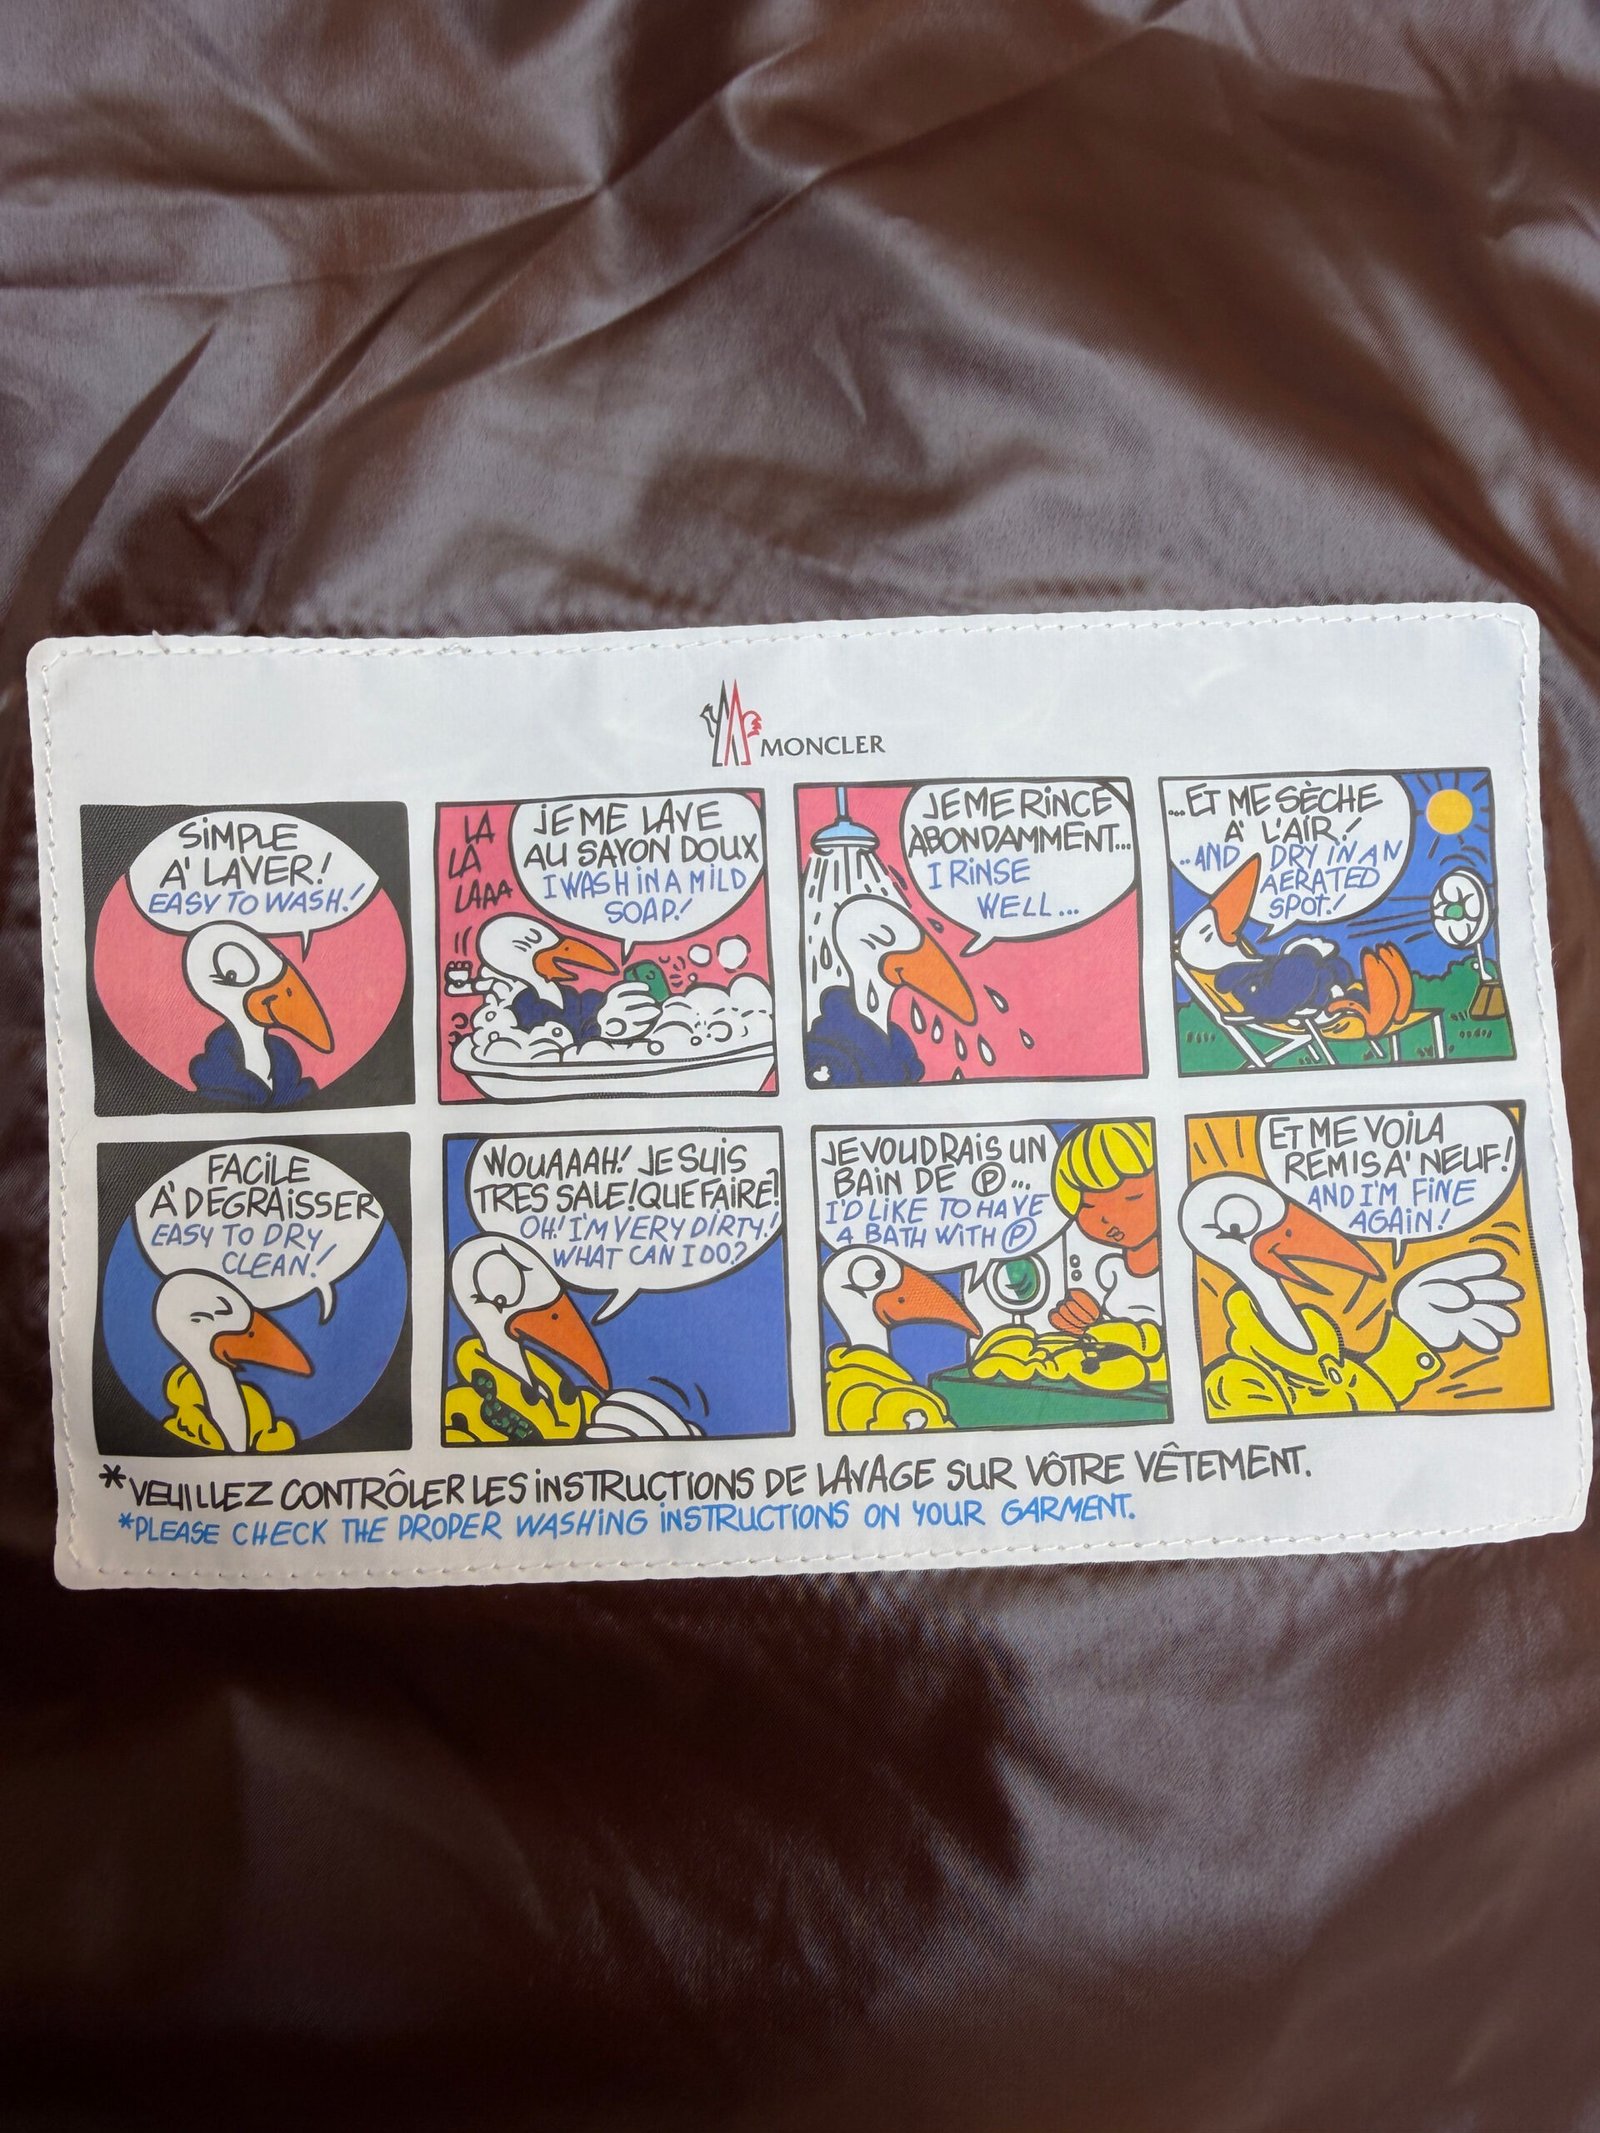 MONCLER
SIMPLE
A' LAVER!
EASY TO WASH!
LA
LA
LAAA
JE ME LAVE
AU SAVON DOUX
I WASH IN A MILD
SOAP!
JE ME RINCE
ABONDAMMENT...
I RINSE
WELL...
...ET ME SÈCHE
A' L'AIR!
..AND DRY IN AN
AERATED
SPOT!
FACILE
A' DEGRAISSER
EASY TO DRY
CLEAN!
WOUAAAH! JE SUIS
TRES SALE! QUE FAIRE?
OH! I'M VERY DIRTY!
WHAT CAN I DO?
JE VOUDRAIS UN
BAIN DE Ⓟ...
I'D LIKE TO HAVE
A BATH WITH Ⓟ
ET ME VOILA
REMIS A' NEUF!
AND I'M FINE
AGAIN!
*VEUILLEZ CONTRÔLER LES INSTRUCTIONS DE LAVAGE SUR VÔTRE VÊTEMENT.
*PLEASE CHECK THE PROPER WASHING INSTRUCTIONS ON YOUR GARMENT.